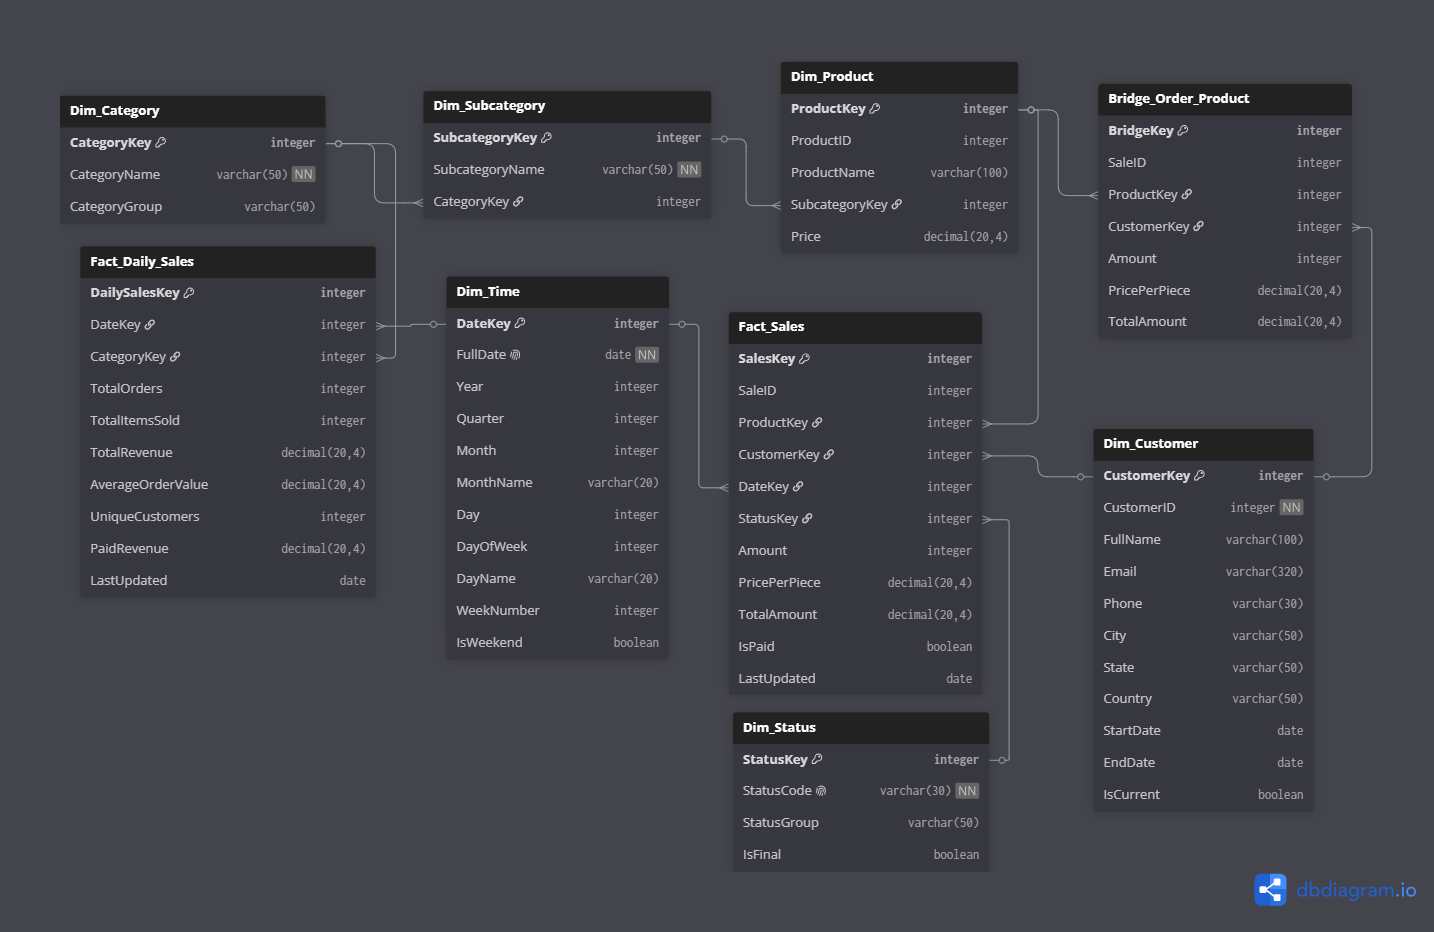 Dim_Category
CategoryKey integer
CategoryName varchar(50) NN
CategoryGroup varchar(50)
Dim_Subcategory
SubcategoryKey integer
SubcategoryName varchar(50) NN
CategoryKey integer
Dim_Product
ProductKey integer
ProductID integer
ProductName varchar(100)
SubcategoryKey integer
Price decimal(20,4)
Bridge_Order_Product
BridgeKey integer
SaleID integer
ProductKey integer
CustomerKey integer
Amount integer
PricePerPiece decimal(20,4)
TotalAmount decimal(20,4)
Fact_Daily_Sales
DailySalesKey integer
DateKey integer
CategoryKey integer
TotalOrders integer
TotalItemsSold integer
TotalRevenue decimal(20,4)
AverageOrderValue decimal(20,4)
UniqueCustomers integer
PaidRevenue decimal(20,4)
LastUpdated date
Dim_Time
DateKey integer
FullDate date NN
Year integer
Quarter integer
Month integer
MonthName varchar(20)
Day integer
DayOfWeek integer
DayName varchar(20)
WeekNumber integer
IsWeekend boolean
Fact_Sales
SalesKey integer
SaleID integer
ProductKey integer
CustomerKey integer
DateKey integer
StatusKey integer
Amount integer
PricePerPiece decimal(20,4)
TotalAmount decimal(20,4)
IsPaid boolean
LastUpdated date
Dim_Customer
CustomerKey integer
CustomerID integer NN
FullName varchar(100)
Email varchar(320)
Phone varchar(30)
City varchar(50)
State varchar(50)
Country varchar(50)
StartDate date
EndDate date
IsCurrent boolean
Dim_Status
StatusKey integer
StatusCode varchar(30) NN
StatusGroup varchar(50)
IsFinal boolean
dbdiagram.io